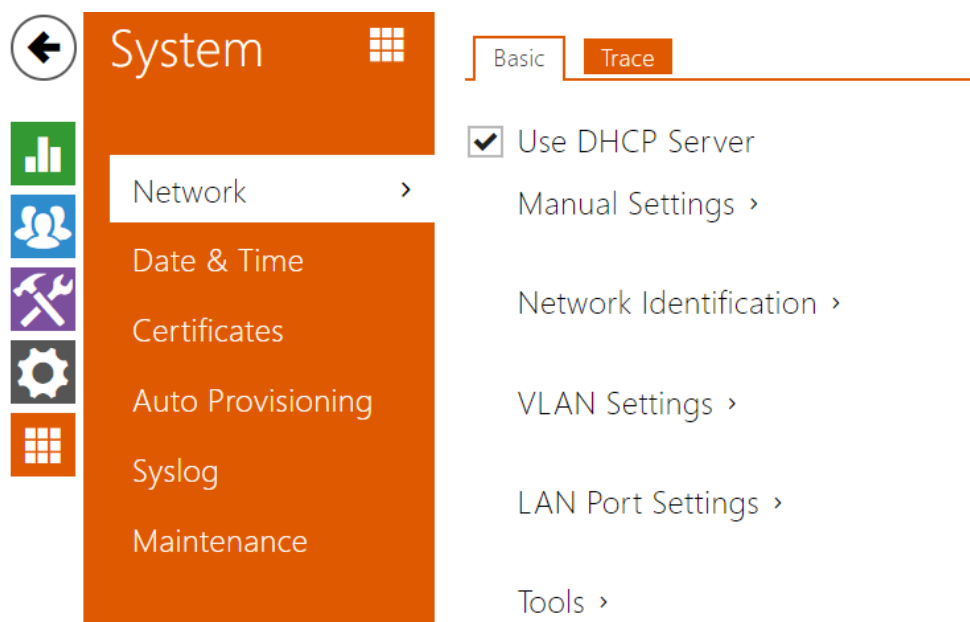 System
Network
Date & Time
Certificates
Auto Provisioning
Syslog
Maintenance
Basic
Trace
Use DHCP Server
Manual Settings
Network Identification
VLAN Settings
LAN Port Settings
Tools